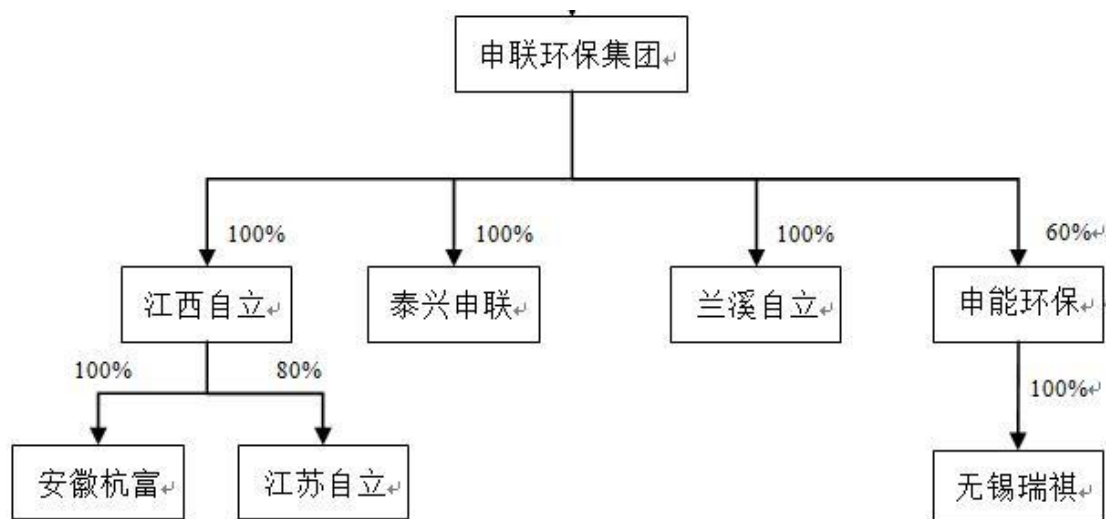 申联环保集团
100%
100%
100%
60%
江西自立
泰兴申联
兰溪自立
申能环保
100%
80%
100%
安徽杭富
江苏自立
无锡瑞祺